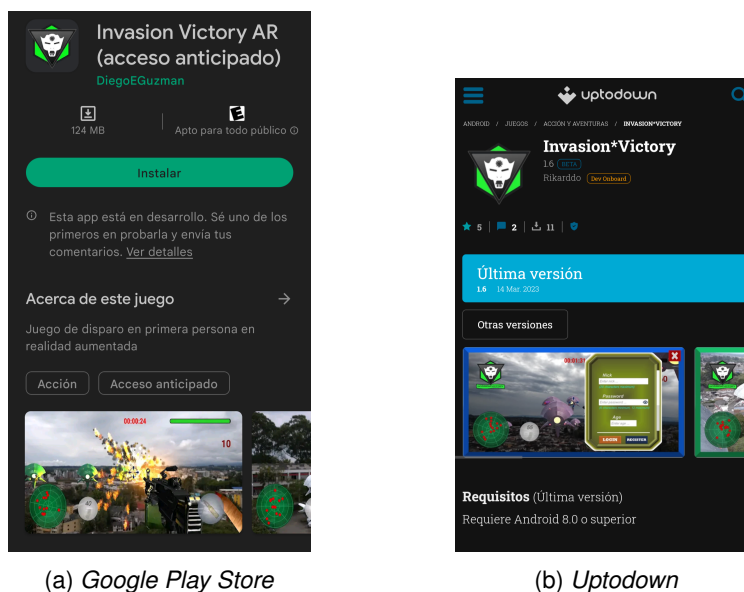 Invasion Victory AR
(acceso anticipado)
DiegoEGuzman
E
124 MB
Apto para todo público
Instalar
Esta app está en desarrollo. Sé uno de los
primeros en probarla y envía tus
comentarios. Ver detalles
Acerca de este juego
Juego de disparo en primera persona en
realidad aumentada
Acción
Acceso anticipado
00:00:24
10
40
(a) Google Play Store
uptodown
ANDROID / JUEGOS / ACCIÓN Y AVENTURAS / INVASION*VICTORY
Invasion*Victory
1.6 BETA
Rikarddo Dev Onboard
5 2 11
Última versión
1.6 14 Mar. 2023
Otras versiones
Nick
Password
Age
LOGIN REGISTER
Requisitos (Última versión)
Requiere Android 8.0 o superior
(b) Uptodown